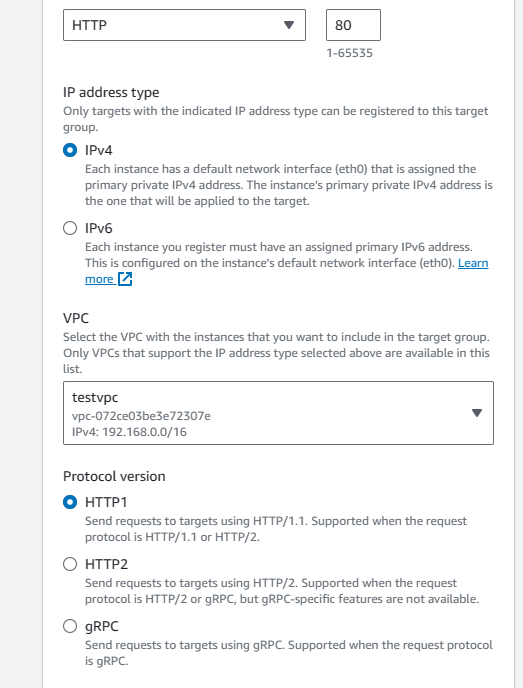 HTTP
80
1-65535
IP address type
Only targets with the indicated IP address type can be registered to this target
group.
IPv4
Each instance has a default network interface (eth0) that is assigned the
primary private IPv4 address. The instance's primary private IPv4 address is
the one that will be applied to the target.
IPv6
Each instance you register must have an assigned primary IPv6 address.
This is configured on the instance's default network interface (eth0). Learn
more
VPC
Select the VPC with the instances that you want to include in the target group.
Only VPCs that support the IP address type selected above are available in this
list.
testvpc
vpc-072ce03be3e72307e
IPv4: 192.168.0.0/16
Protocol version
HTTP1
Send requests to targets using HTTP/1.1. Supported when the request
protocol is HTTP/1.1 or HTTP/2.
HTTP2
Send requests to targets using HTTP/2. Supported when the request
protocol is HTTP/2 or gRPC, but gRPC-specific features are not available.
gRPC
Send requests to targets using gRPC. Supported when the request protocol
is gRPC.